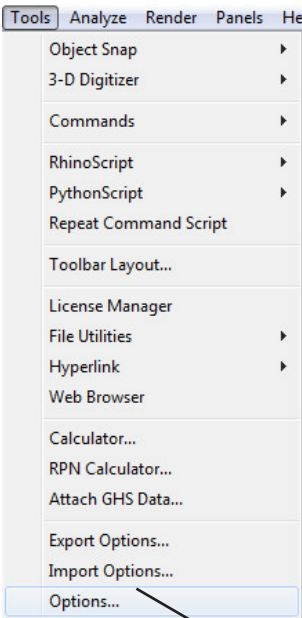 Tools Analyze Render Panels He
Object Snap
3-D Digitizer
Commands
RhinoScript
PythonScript
Repeat Command Script
Toolbar Layout...
License Manager
File Utilities
Hyperlink
Web Browser
Calculator...
RPN Calculator...
Attach GHS Data...
Export Options...
Import Options...
Options...